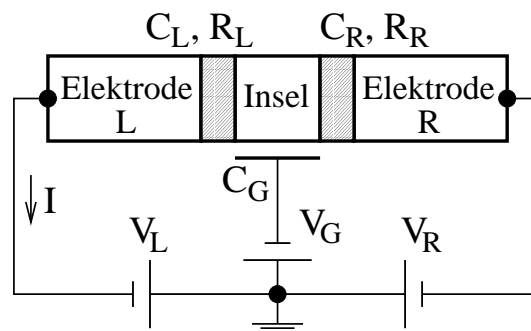 C_L, R_L
C_R, R_R
Elektrode L
Insel
Elektrode R
C_G
I
V_L
V_G
V_R